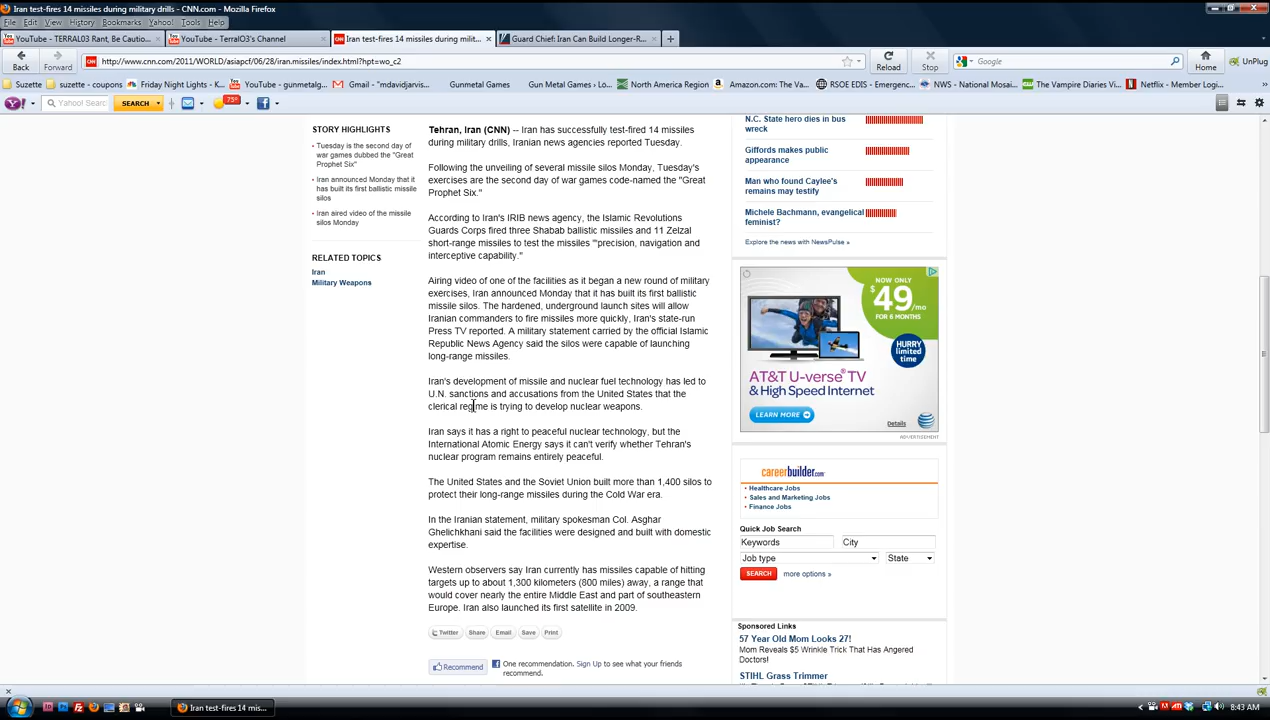 Iran test-fires 14 missiles during military drills - CNN.com - Mozilla Firefox
File Edit View History Bookmarks Yahoo! Tools Help
YouTube - TERRAL03 Rant, Be Cautio...
YouTube - TerralO3's Channel
Iran test-fires 14 missiles during milit...
Guard Chief: Iran Can Build Longer-R...
Back Forward
http://www.cnn.com/2011/WORLD/asiapcf/06/28/iran.missiles/index.html?hpt=wo_c2
Reload Stop
Google
Home
UnPlug
Suzette
suzette - coupons
Friday Night Lights - K...
YouTube - gunmetalg...
Gmail - "mdavidjarvis...
Gunmetal Games
Gun Metal Games › Lo...
North America Region
Amazon.com: The Va...
RSOE EDIS - Emergenc...
NWS - National Mosai...
The Vampire Diaries -...
Netflix - Member Logi...
Yahoo! Searc
SEARCH
75°
STORY HIGHLIGHTS
Tuesday is the second day of
war games dubbed the "Great
Prophet Six"
Iran announced Monday that it
has built its first ballistic missile
silos
Iran aired video of the missile
silos Monday
RELATED TOPICS
Iran
Military Weapons
Tehran, Iran (CNN) -- Iran has successfully test-fired 14 missiles
during military drills, Iranian news agencies reported Tuesday.
Following the unveiling of several missile silos Monday, Tuesday's
exercises are the second day of war games code-named the "Great
Prophet Six."
According to Iran's IRIB news agency, the Islamic Revolutions
Guards Corps fired three Shabab ballistic missiles and 11 Zelzal
short-range missiles to test the missiles '"precision, navigation and
interceptive capability."
Airing video of one of the facilities as it began a new round of military
exercises, Iran announced Monday that it has built its first ballistic
missile silos. The hardened, underground launch sites will allow
Iranian commanders to fire missiles more quickly, Iran's state-run
Press TV reported. A military statement carried by the official Islamic
Republic News Agency said the silos were capable of launching
long-range missiles.
Iran's development of missile and nuclear fuel technology has led to
U.N. sanctions and accusations from the United States that the
clerical regime is trying to develop nuclear weapons.
Iran says it has a right to peaceful nuclear technology, but the
International Atomic Energy says it can't verify whether Tehran's
nuclear program remains entirely peaceful.
The United States and the Soviet Union built more than 1,400 silos to
protect their long-range missiles during the Cold War era.
In the Iranian statement, military spokesman Col. Asghar
Ghelichkhani said the facilities were designed and built with domestic
expertise.
Western observers say Iran currently has missiles capable of hitting
targets up to about 1,300 kilometers (800 miles) away, a range that
would cover nearly the entire Middle East and part of southeastern
Europe. Iran also launched its first satellite in 2009.
Twitter Share Email Save Print
Recommend
One recommendation. Sign Up to see what your friends
recommend.
N.C. State hero dies in bus
wreck
Giffords makes public
appearance
Man who found Caylee's
remains may testify
Michele Bachmann, evangelical
feminist?
Explore the news with NewsPulse »
NOW ONLY
$49/mo
FOR 6 MONTHS
HURRY
limited
time
AT&T U-verse® TV
& High Speed Internet
LEARN MORE
at&t
Details
ADVERTISEMENT
careerbuilder.com
Healthcare Jobs
Sales and Marketing Jobs
Finance Jobs
Quick Job Search
Keywords City
Job type State
SEARCH more options »
Sponsored Links
57 Year Old Mom Looks 27!
Mom Reveals $5 Wrinkle Trick That Has Angered
Doctors!
STIHL Grass Trimmer
Iran test-fires 14 mis...
8:43 AM